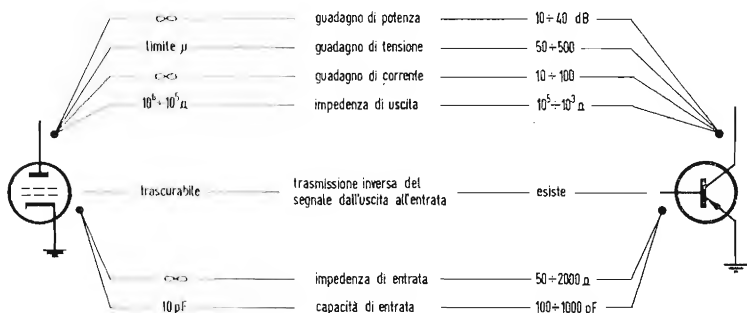 ∞ guadagno di potenza 10÷40 dB
limite μ guadagno di tensione 50÷500
∞ guadagno di corrente 10÷100
10⁶÷10⁵ Ω impedenza di uscita 10⁵÷10³ Ω
trascurabile trasmissione inversa del segnale dall'uscita all'entrata esiste
∞ impedenza di entrata 50÷2000 Ω
10 pF capacità di entrata 100÷1000 pF